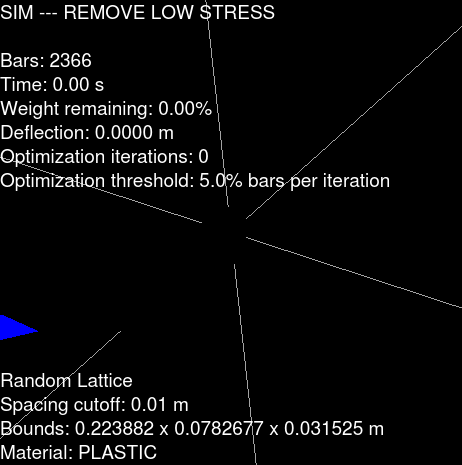 SIM --- REMOVE LOW STRESS
Bars: 2366
Time: 0.00 s
Weight remaining: 0.00%
Deflection: 0.0000 m
Optimization iterations: 0
Optimization threshold: 5.0% bars per iteration
Random Lattice
Spacing cutoff: 0.01 m
Bounds: 0.223882 x 0.0782677 x 0.031525 m
Material: PLASTIC